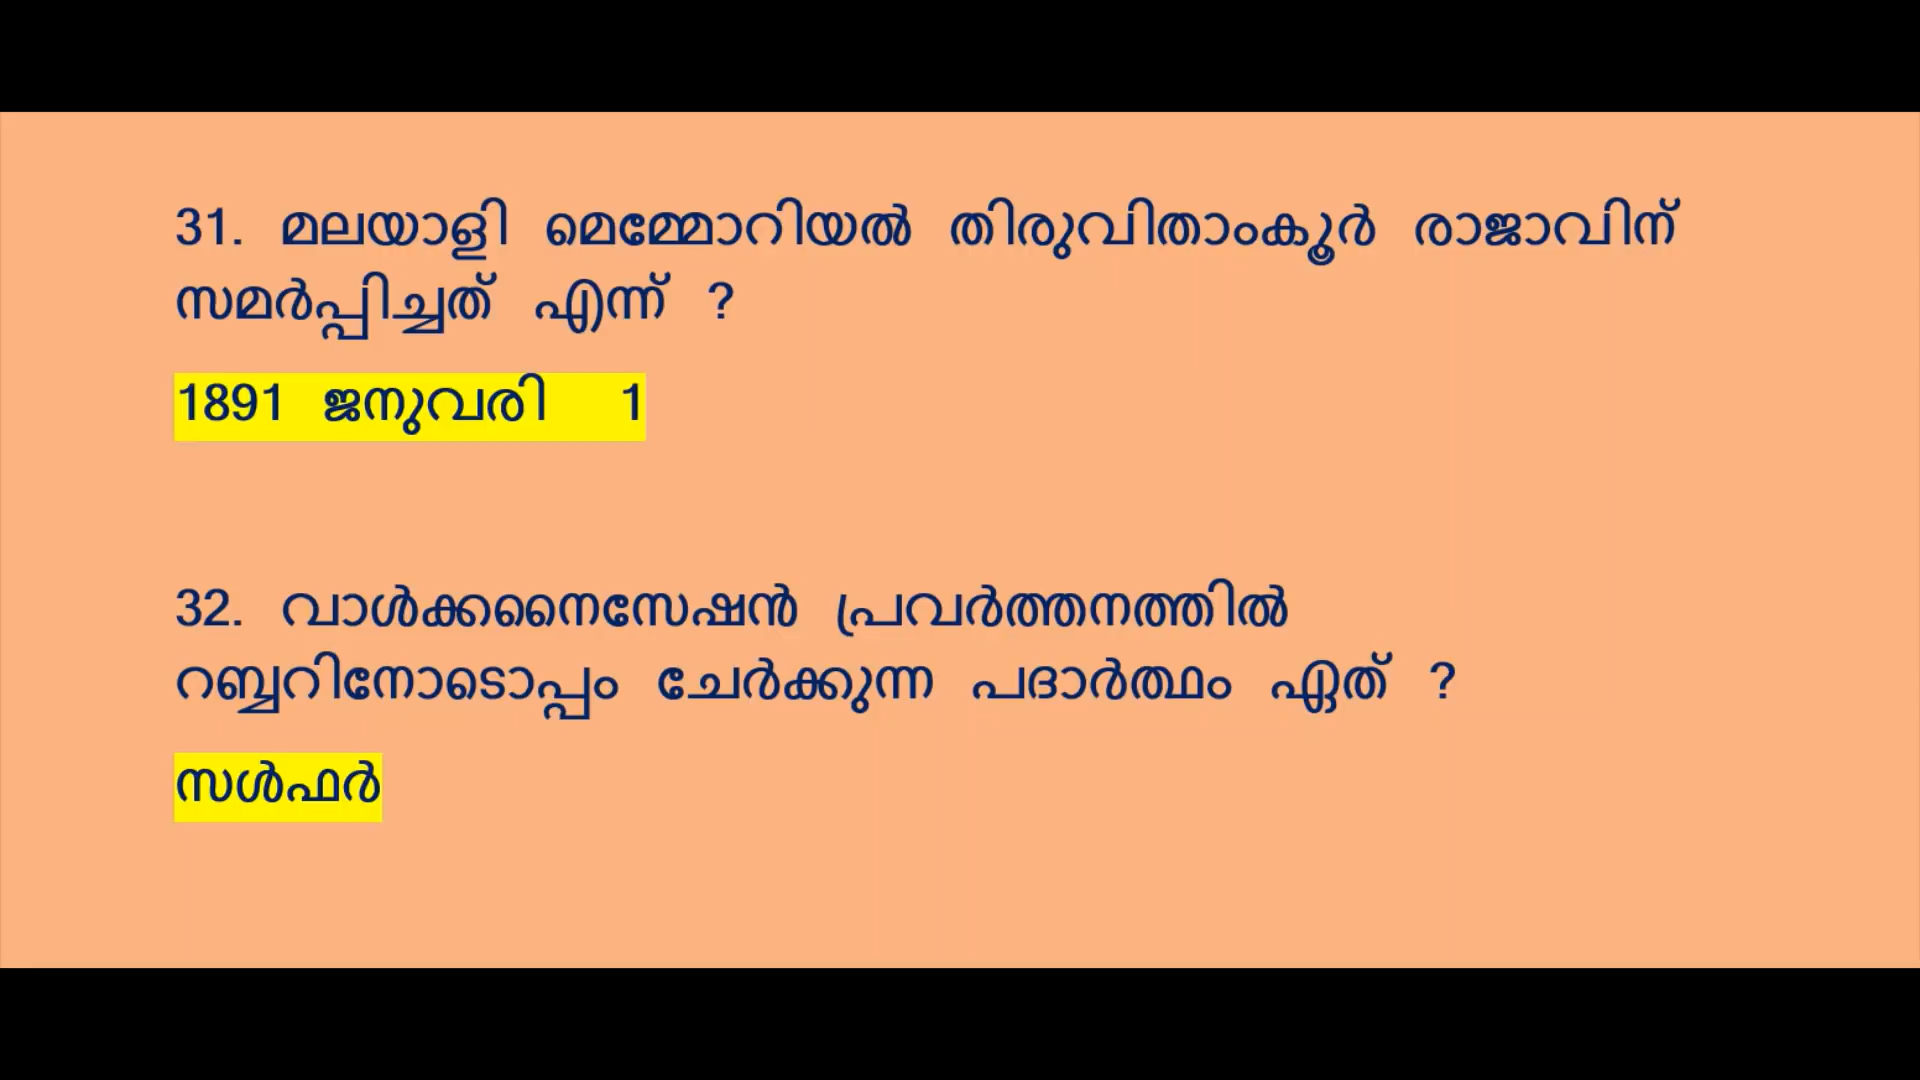 31. മലയാളി മെമ്മോറിയൽ തിരുവിതാംകൂർ രാജാവിന്
സമർപ്പിച്ചത് എന്ന് ?
1891 ജനുവരി 1
32. വാൾക്കനൈസേഷൻ പ്രവർത്തനത്തിൽ
റബ്ബറിനോടൊപ്പം ചേർക്കുന്ന പദാർത്ഥം ഏത് ?
സൾഫർ